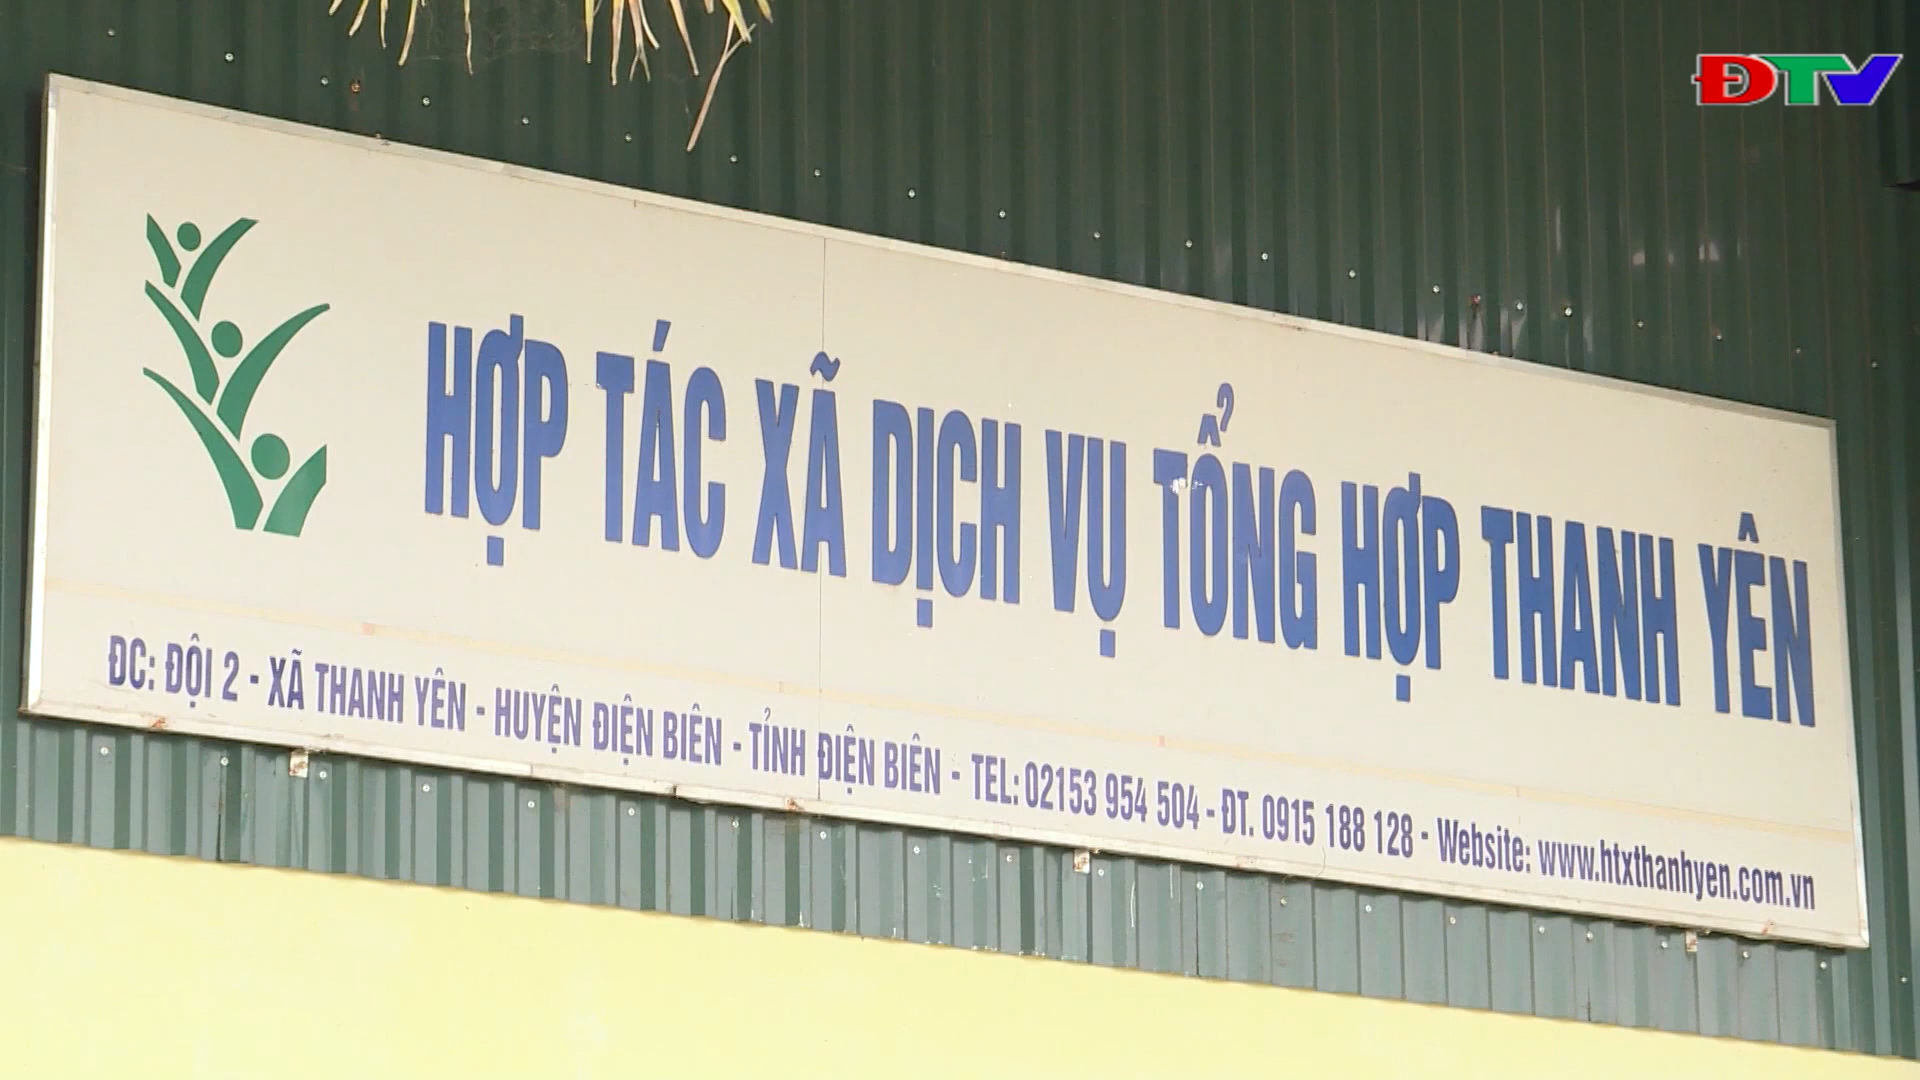 ĐTV
HỢP TÁC XÃ DỊCH VỤ TỔNG HỢP THANH YÊN
ĐC: ĐỘI 2 - XÃ THANH YÊN - HUYỆN ĐIỆN BIÊN - TỈNH ĐIỆN BIÊN - TEL: 02153 954 504 - ĐT. 0915 188 128 - Website: www.htxthanhyen.com.vn